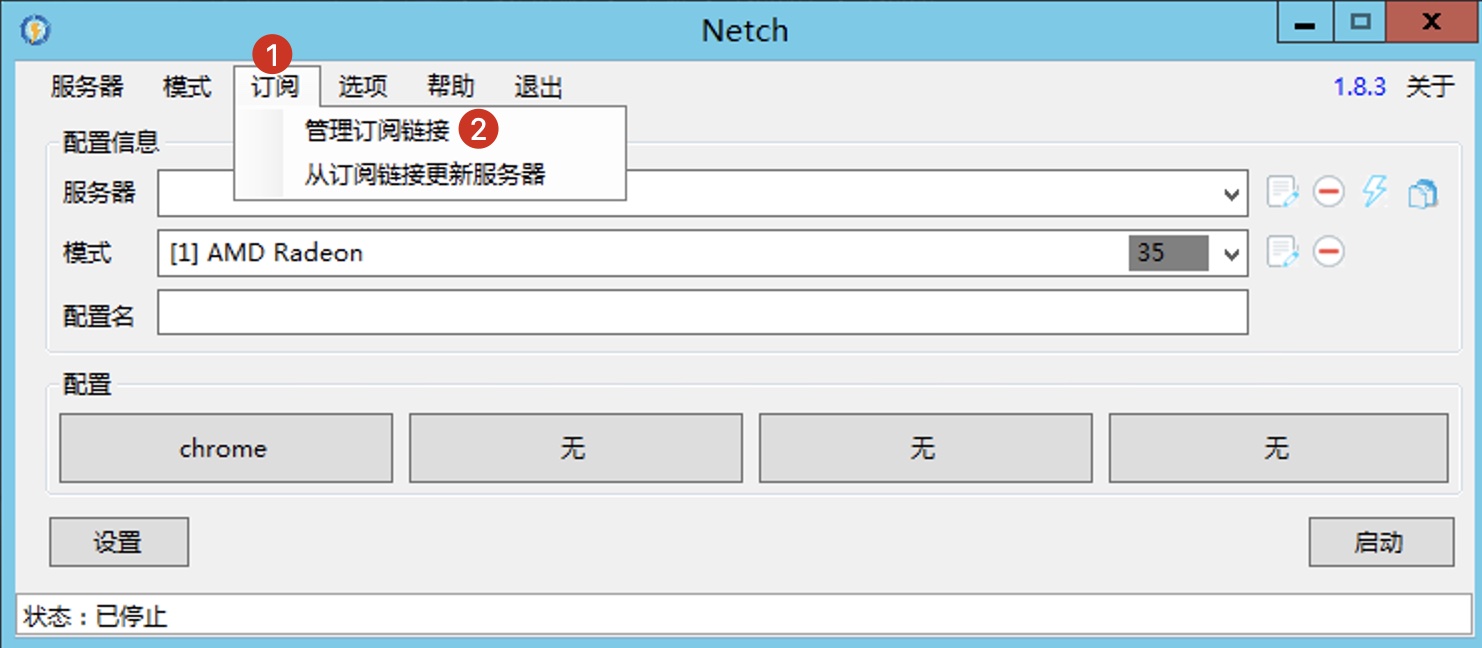 Netch
1
服务器 模式 订阅 选项 帮助 退出 1.8.3 关于
管理订阅链接 2
从订阅链接更新服务器
配置信息
服务器
模式 [1] AMD Radeon 35
配置名
配置
chrome 无 无 无
设置 启动
状态：已停止